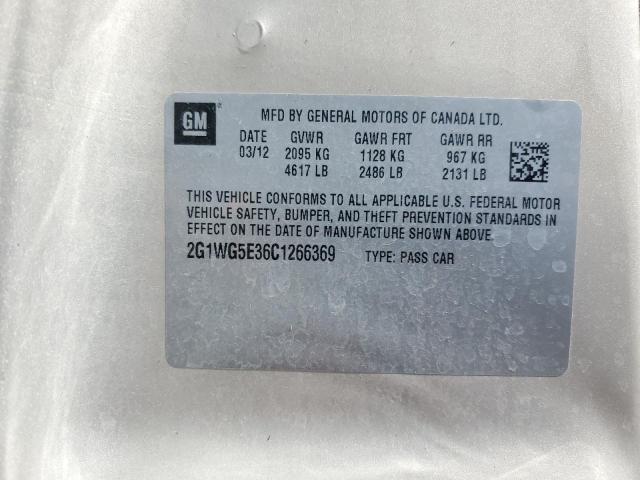 GM
MFD BY GENERAL MOTORS OF CANADA LTD.
DATE GVWR GAWR FRT GAWR RR
03/12 2095 KG 1128 KG 967 KG
4617 LB 2486 LB 2131 LB
THIS VEHICLE CONFORMS TO ALL APPLICABLE U.S. FEDERAL MOTOR
VEHICLE SAFETY, BUMPER, AND THEFT PREVENTION STANDARDS IN
EFFECT ON THE DATE OF MANUFACTURE SHOWN ABOVE.
2G1WG5E36C1266369 TYPE: PASS CAR